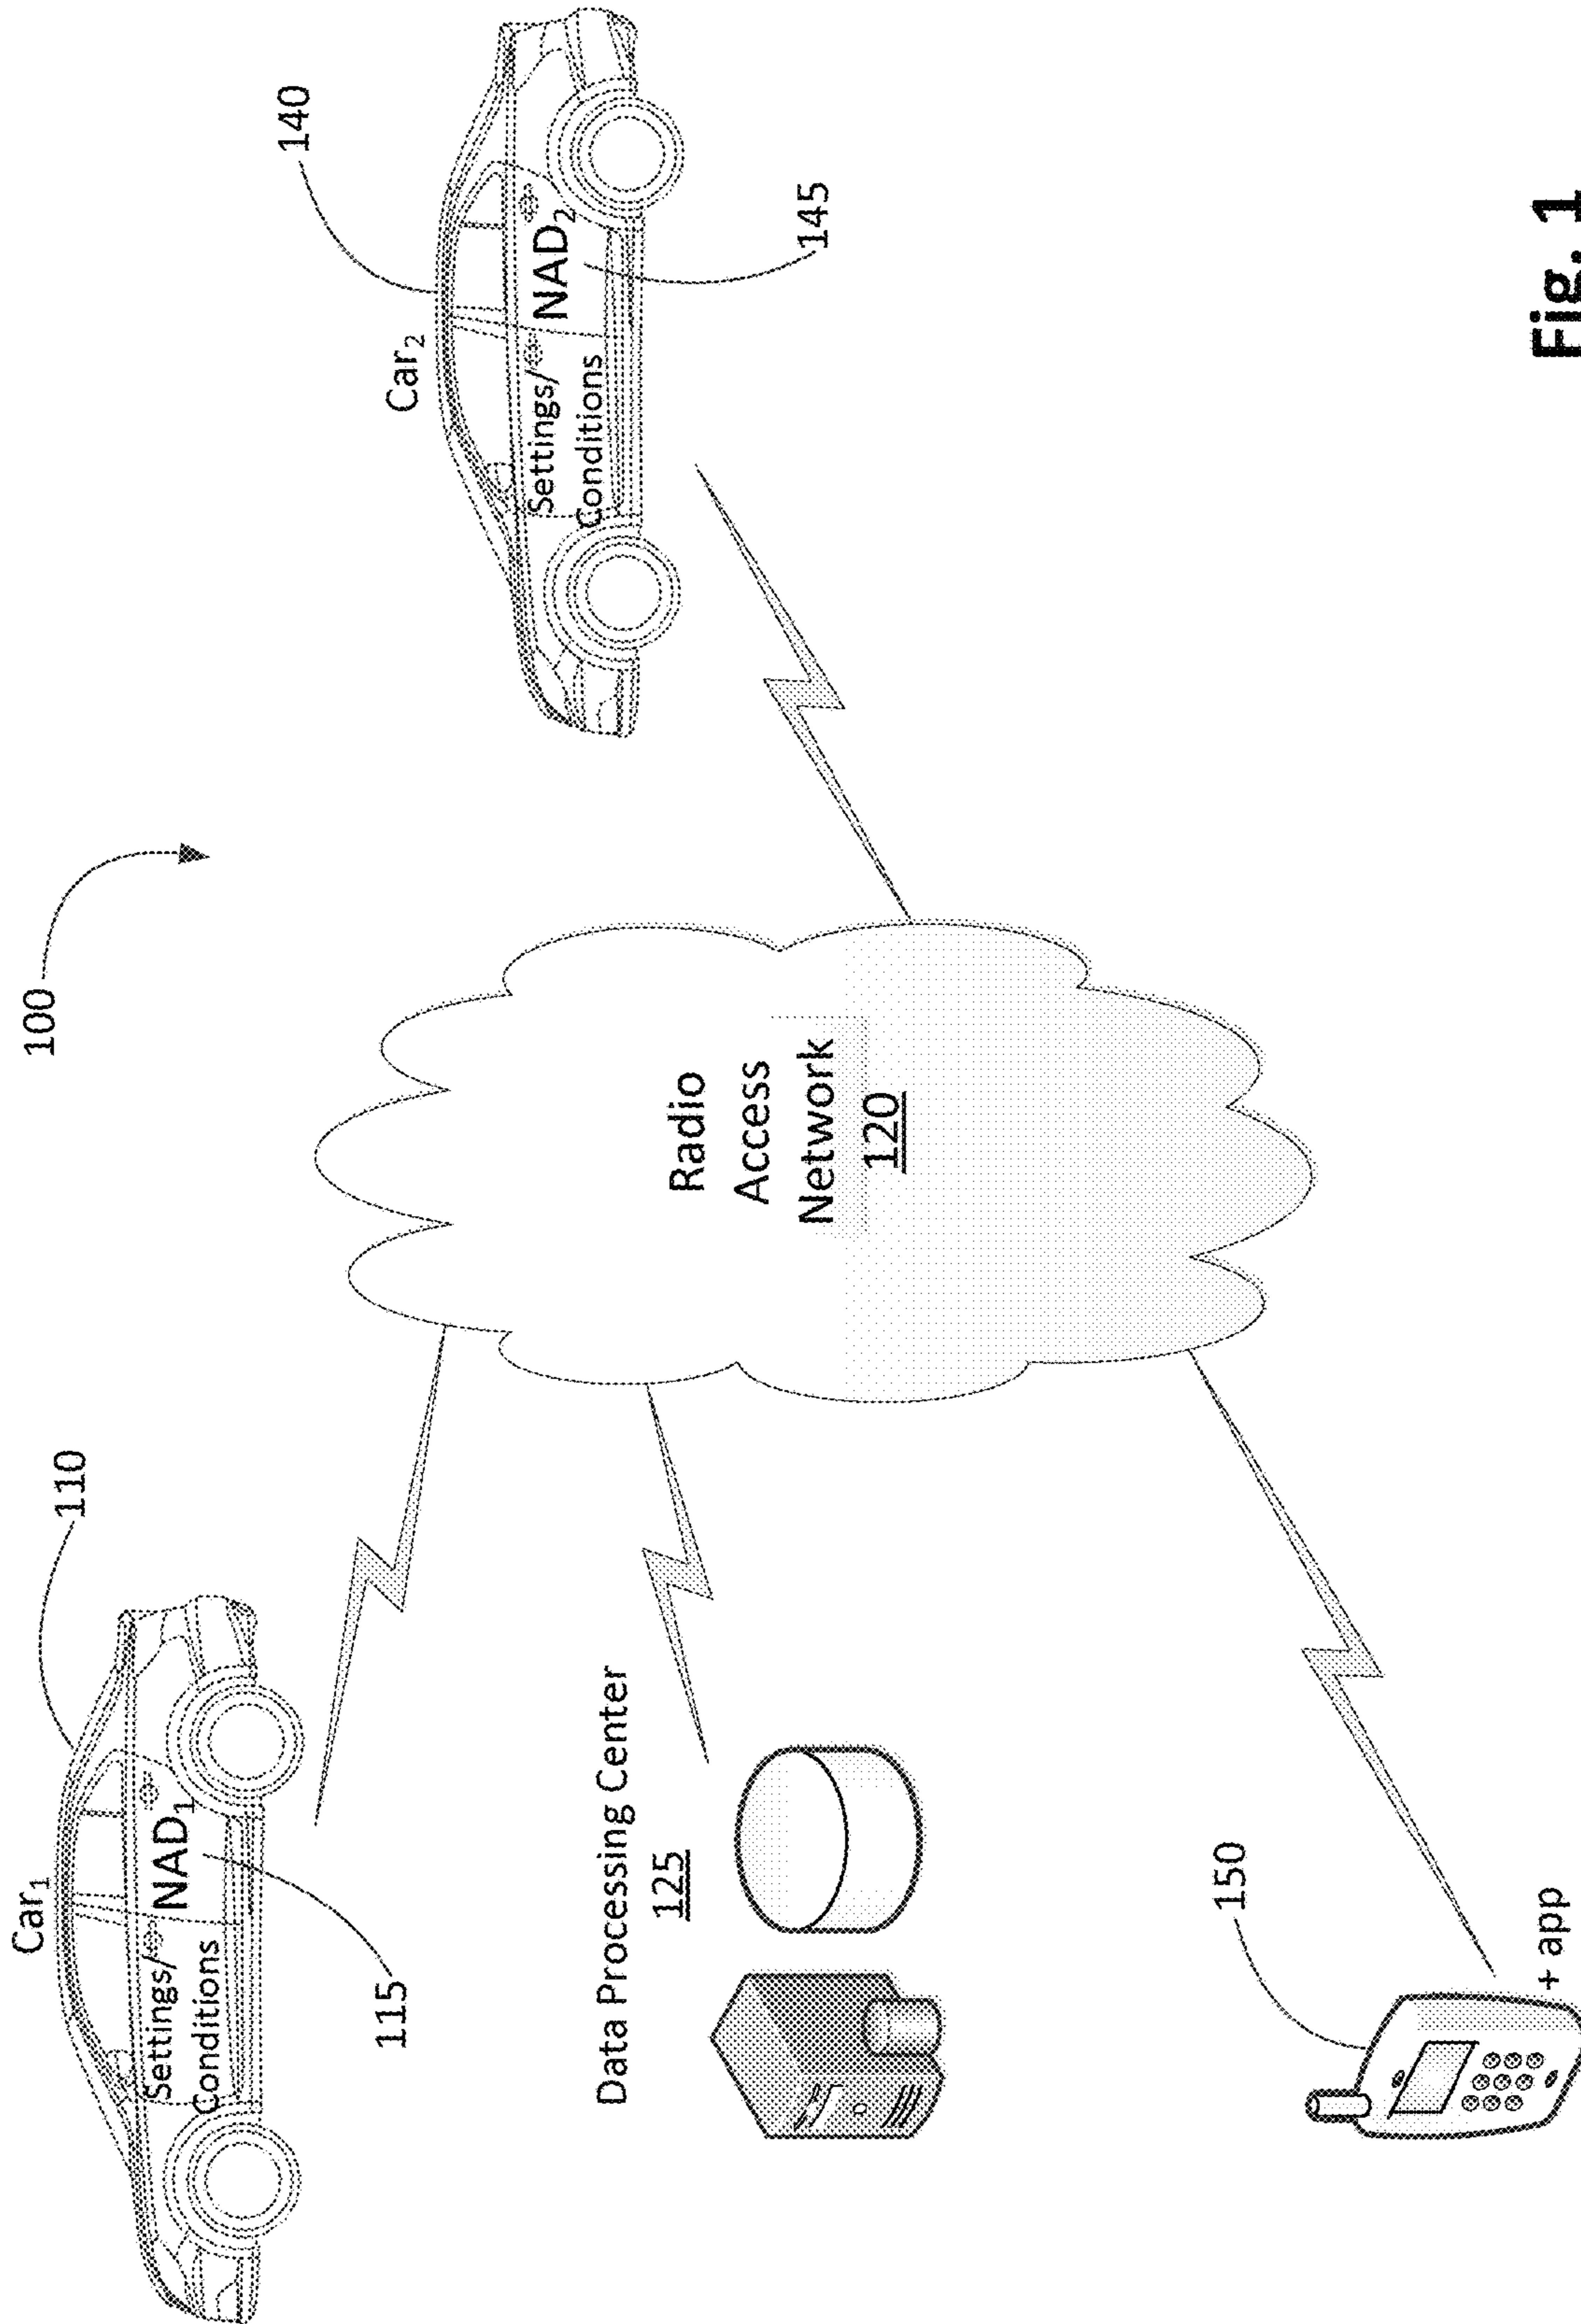 100
Car₁
110
Settings/
Conditions
NAD₁
115
Car₂
140
Settings/
Conditions
NAD₂
145
Data Processing Center
125
Radio
Access
Network
120
150
+ app
Fig. 1